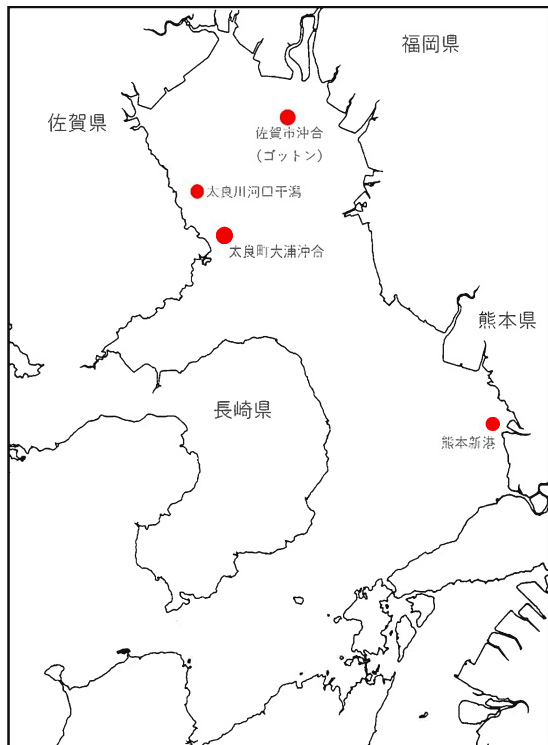 福岡県
佐賀県
佐賀市沖合
（ゴットン）
太良川河口干潟
太良町大浦沖合
熊本県
長崎県
熊本新港